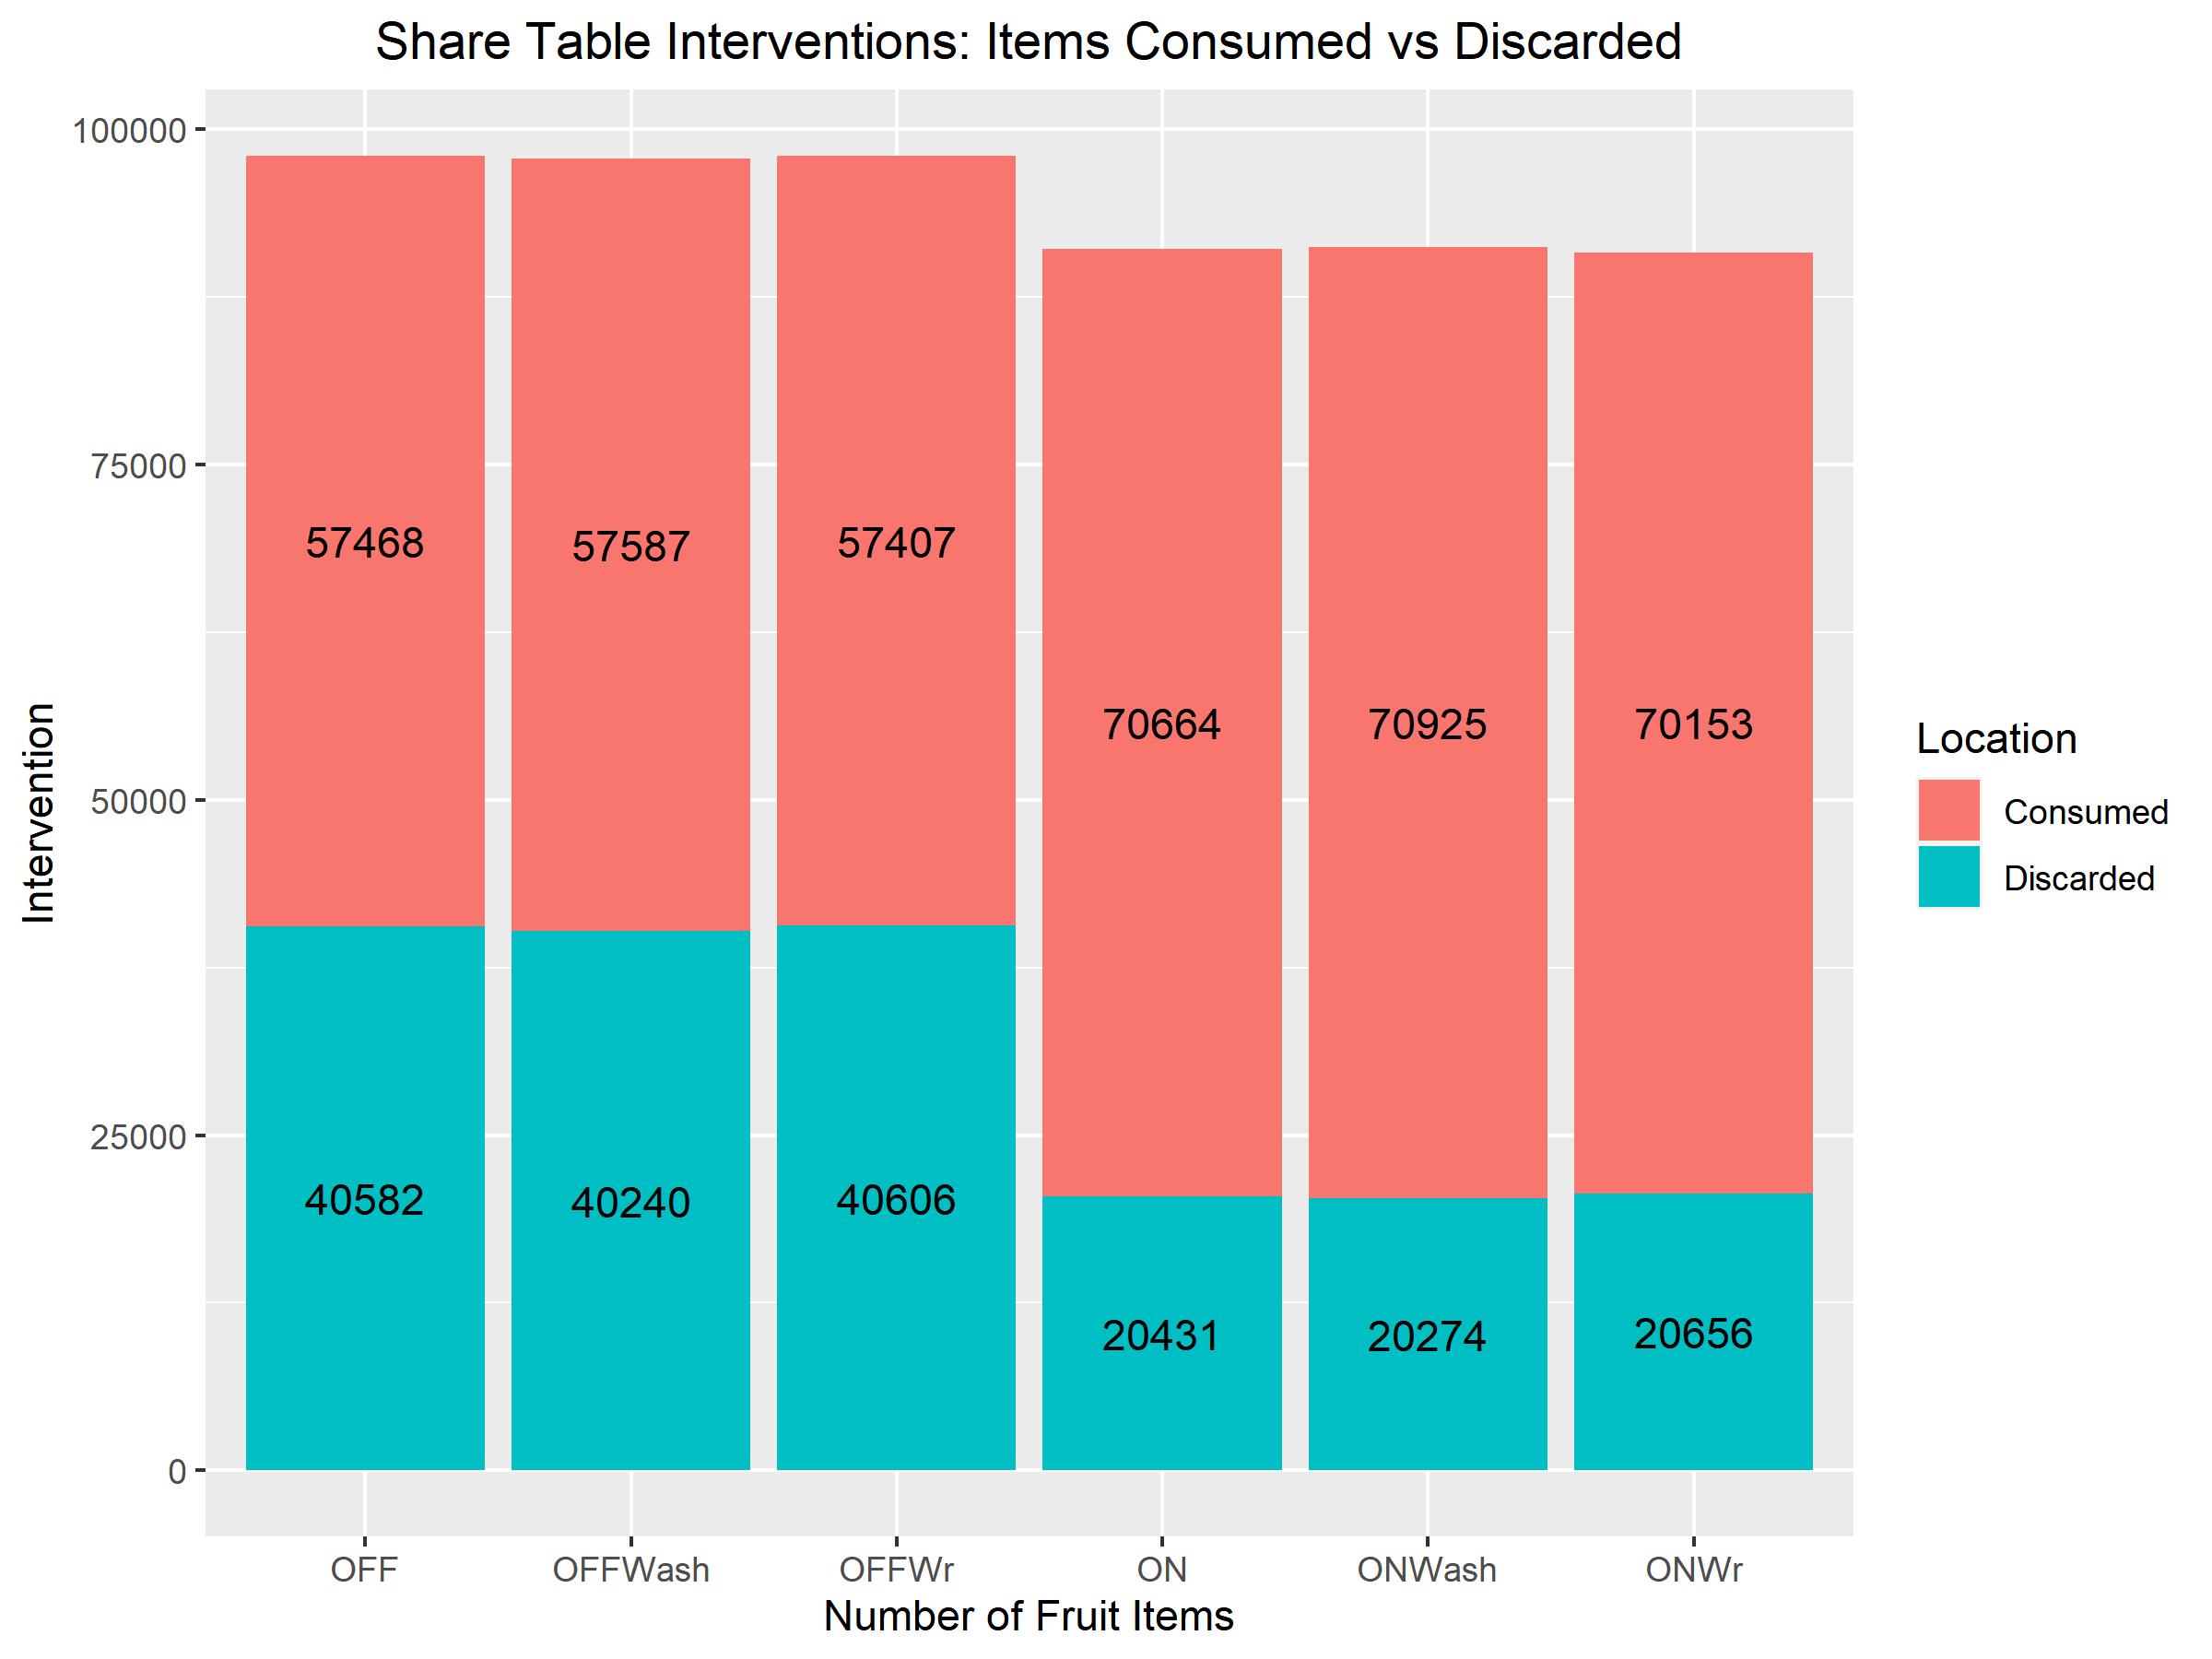 Share Table Interventions: Items Consumed vs Discarded
Intervention
100000
75000
50000
25000
0
57468
57587
57407
70664
70925
70153
40582
40240
40606
20431
20274
20656
OFF
OFFWash
OFFWr
ON
ONWash
ONWr
Number of Fruit Items
Location
Consumed
Discarded